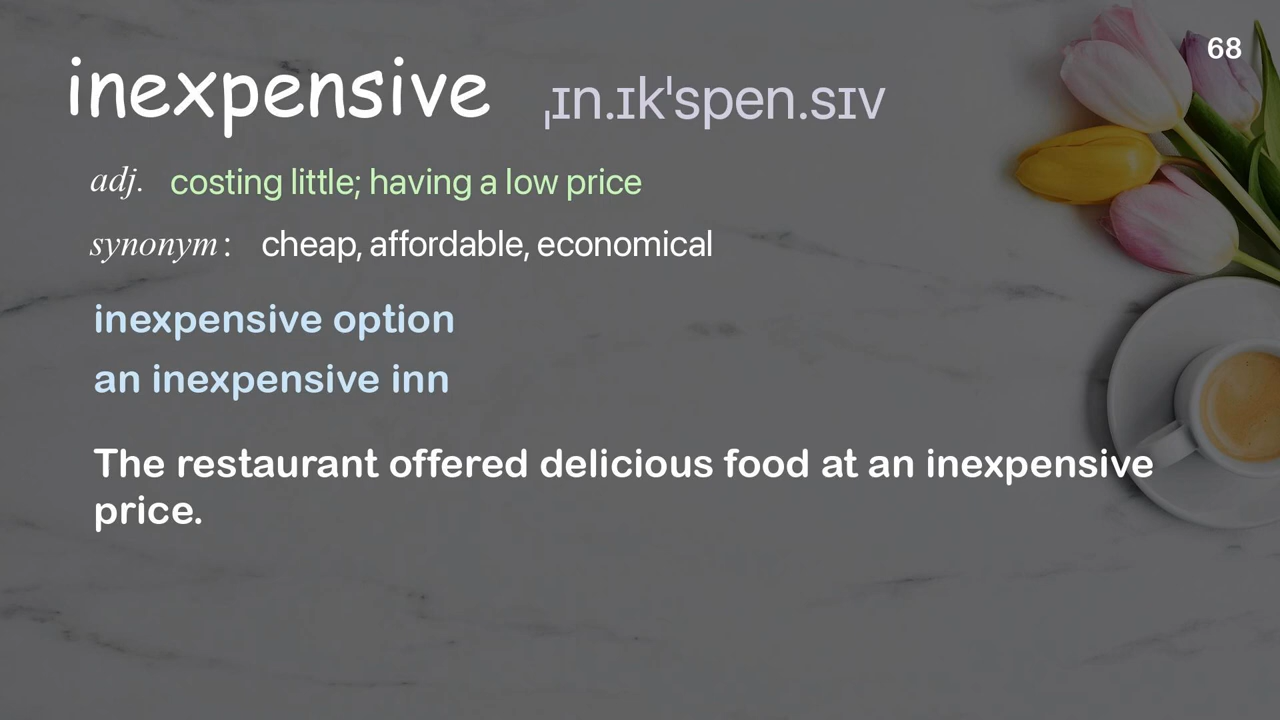 68
inexpensive ˌɪn.ɪkˈspen.sɪv
adj. costing little; having a low price
synonym: cheap, affordable, economical
inexpensive option
an inexpensive inn
The restaurant offered delicious food at an inexpensive
price.